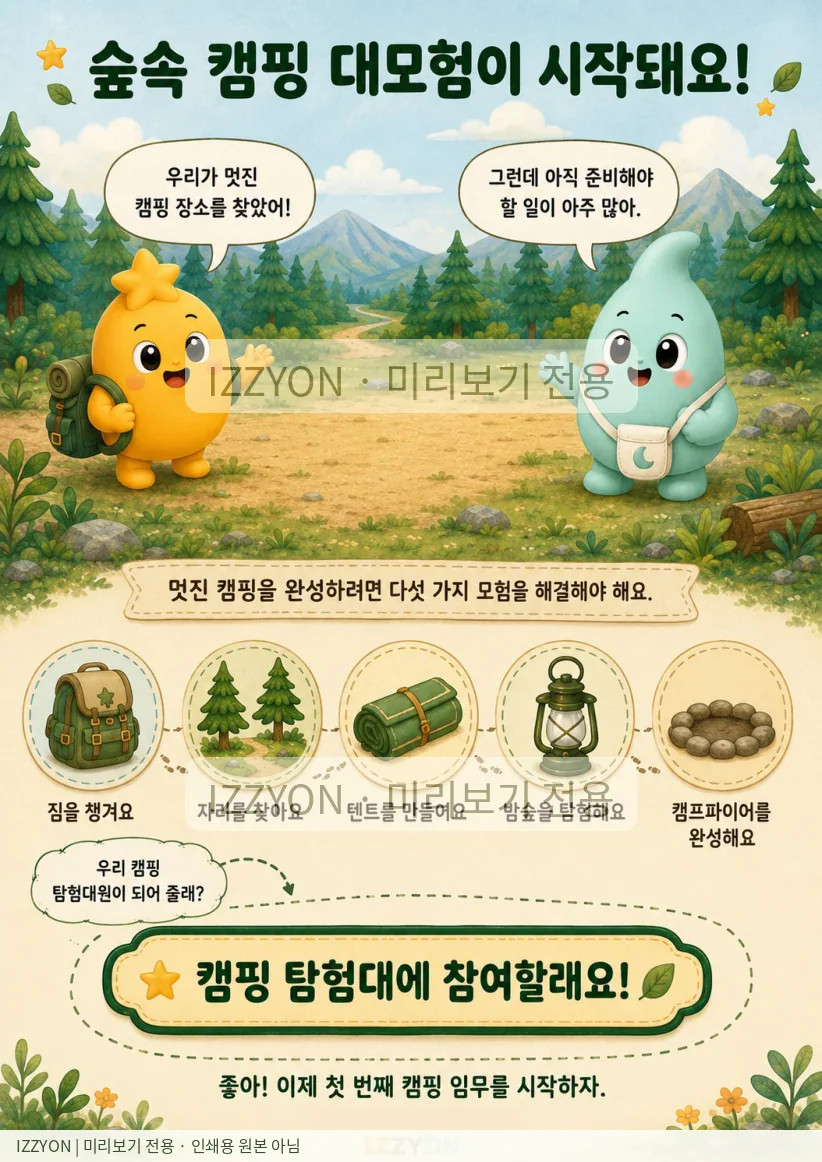 숲속 캠핑 대모험이 시작돼요!
우리가 멋진
캠핑 장소를 찾았어!
그런데 아직 준비해야
할 일이 아주 많아.
IZZYON · 미리보기 전용
멋진 캠핑을 완성하려면 다섯 가지 모험을 해결해야 해요.
IZZYON · 미리보기 전용
짐을 챙겨요
자리를 찾아요
텐트를 만들어요
밤숲을 탐험해요
캠프파이어를
완성해요
우리 캠핑
탐험대원이 되어 줄래?
캠핑 탐험대에 참여할래요!
좋아! 이제 첫 번째 캠핑 임무를 시작하자.
IZZYON | 미리보기 전용 · 인쇄용 원본 아님
IZZYON